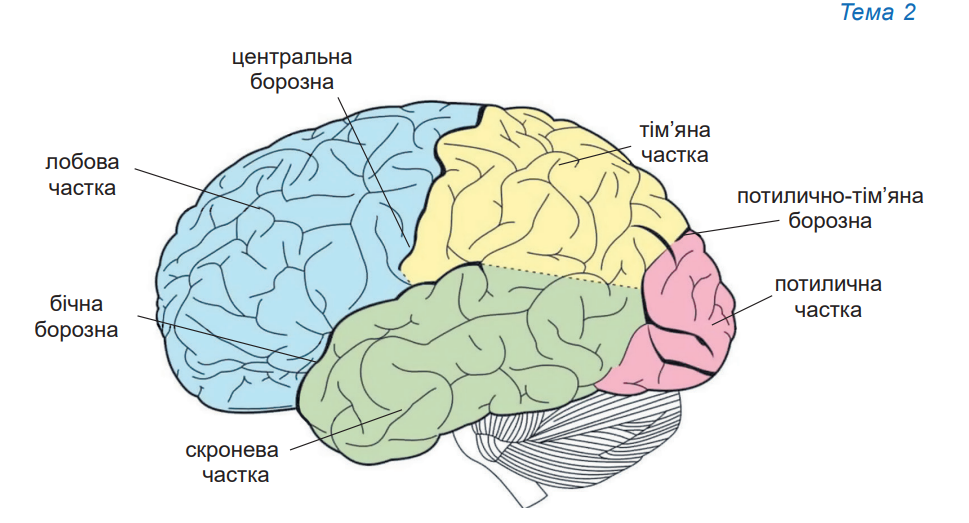 Тема 2
центральна
борозна
лобова
частка
тім’яна
частка
потилично-тім’яна
борозна
потилична
частка
бічна
борозна
скронева
частка